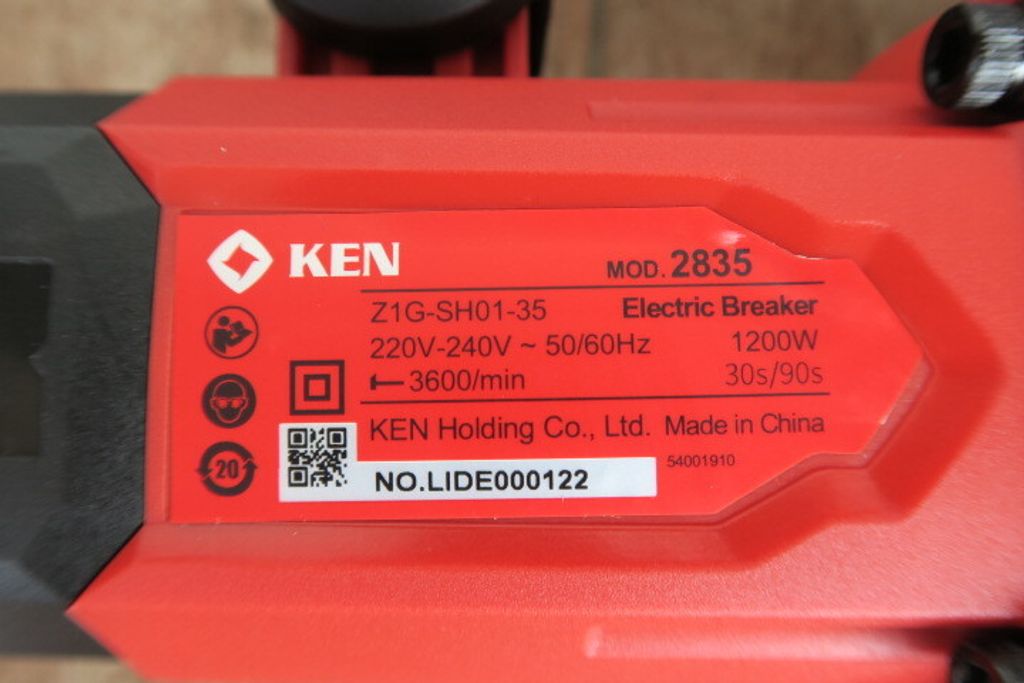 KEN
MOD. 2835
Z1G-SH01-35 Electric Breaker
220V-240V ~ 50/60Hz 1200W
3600/min 30s/90s
KEN Holding Co., Ltd. Made in China
54001910
NO.LIDE000122
20